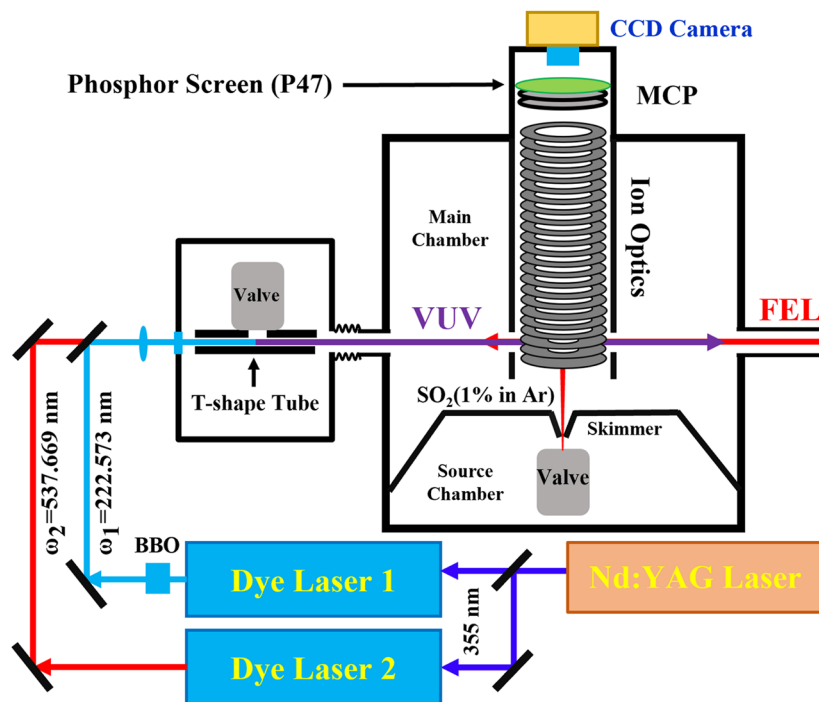 CCD Camera
Phosphor Screen (P47)
MCP
Ion Optics
Main
Chamber
Valve
VUV
FEL
T-shape Tube
SO₂(1% in Ar)
Skimmer
Source
Chamber
Valve
ω₂=537.669 nm
ω₁=222.573 nm
BBO
Dye Laser 1
Nd:YAG Laser
355 nm
Dye Laser 2